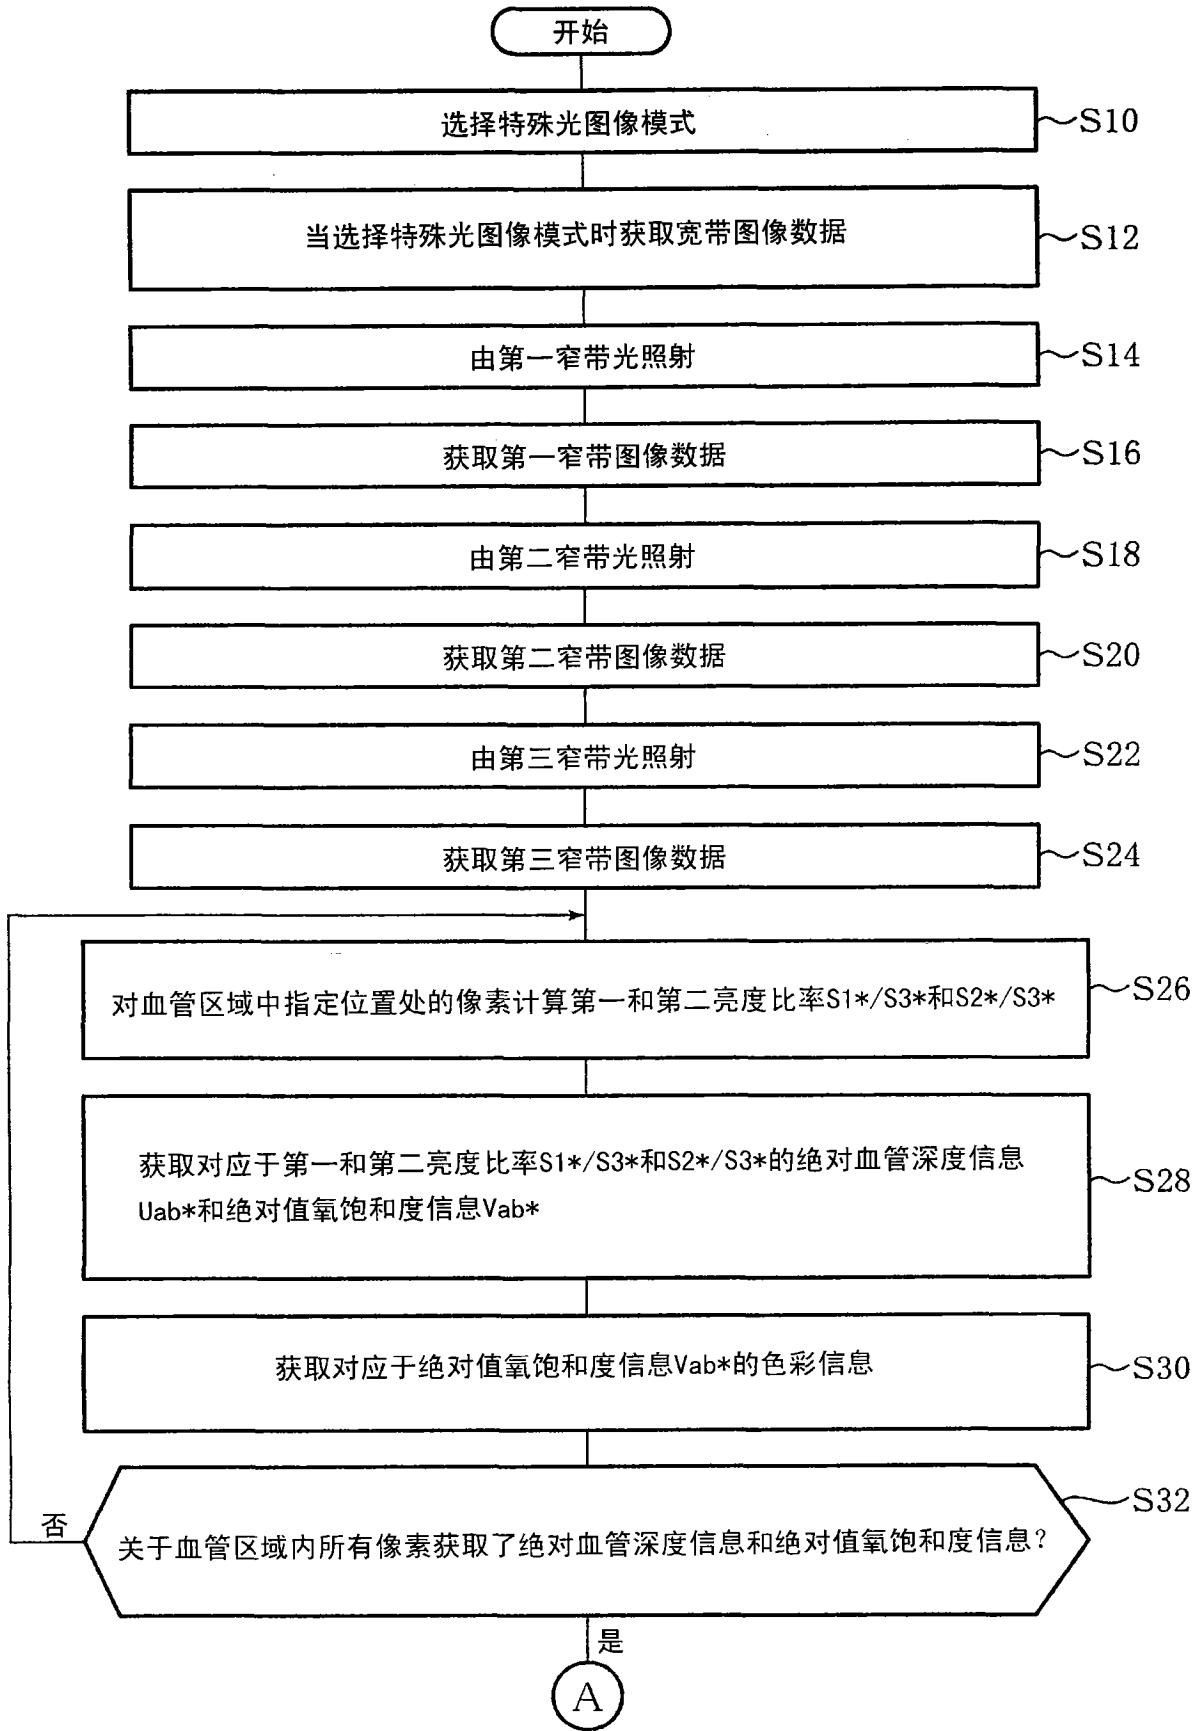 开始
选择特殊光图像模式
S10
当选择特殊光图像模式时获取宽带图像数据
S12
由第一窄带光照射
S14
获取第一窄带图像数据
S16
由第二窄带光照射
S18
获取第二窄带图像数据
S20
由第三窄带光照射
S22
获取第三窄带图像数据
S24
对血管区域中指定位置处的像素计算第一和第二亮度比率S1*/S3*和S2*/S3*
S26
获取对应于第一和第二亮度比率S1*/S3*和S2*/S3*的绝对血管深度信息
Uab*和绝对值氧饱和度信息Vab*
S28
获取对应于绝对值氧饱和度信息Vab*的色彩信息
S30
否
关于血管区域内所有像素获取了绝对血管深度信息和绝对值氧饱和度信息?
S32
是
A